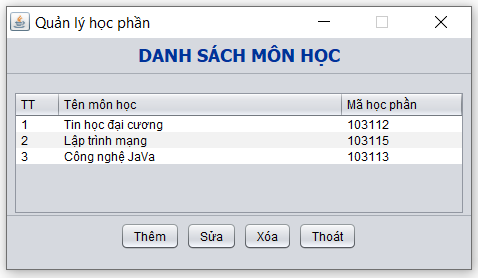 Quản lý học phần
DANH SÁCH MÔN HỌC
TT Tên môn học Mã học phần
1 Tin học đại cương 103112
2 Lập trình mạng 103115
3 Công nghệ JaVa 103113
Thêm Sửa Xóa Thoát